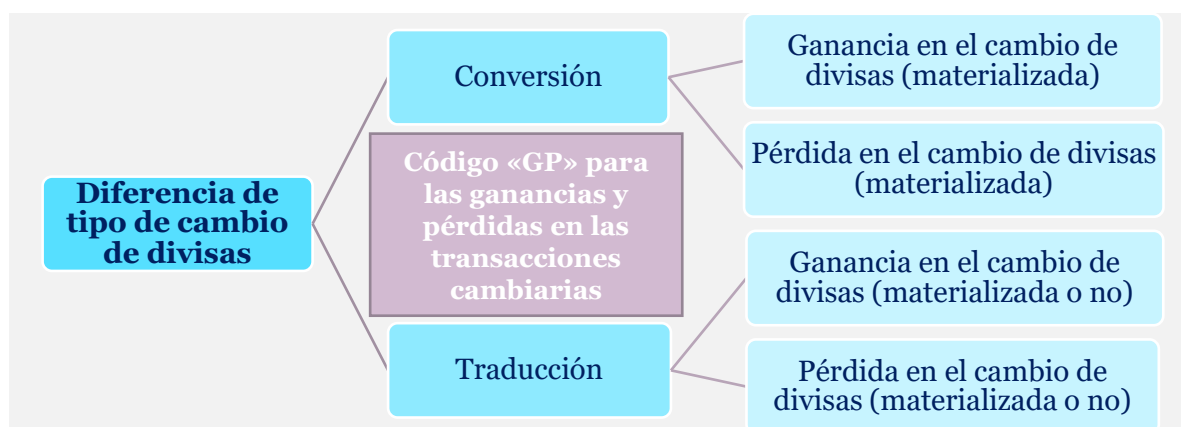 Diferencia de
tipo de cambio
de divisas
Conversión
Código «GP» para
las ganancias y
pérdidas en las
transacciones
cambiarias
Traducción
Ganancia en el cambio de
divisas (materializada)
Pérdida en el cambio de divisas
(materializada)
Ganancia en el cambio de
divisas (materializada o no)
Pérdida en el cambio de
divisas (materializada o no)